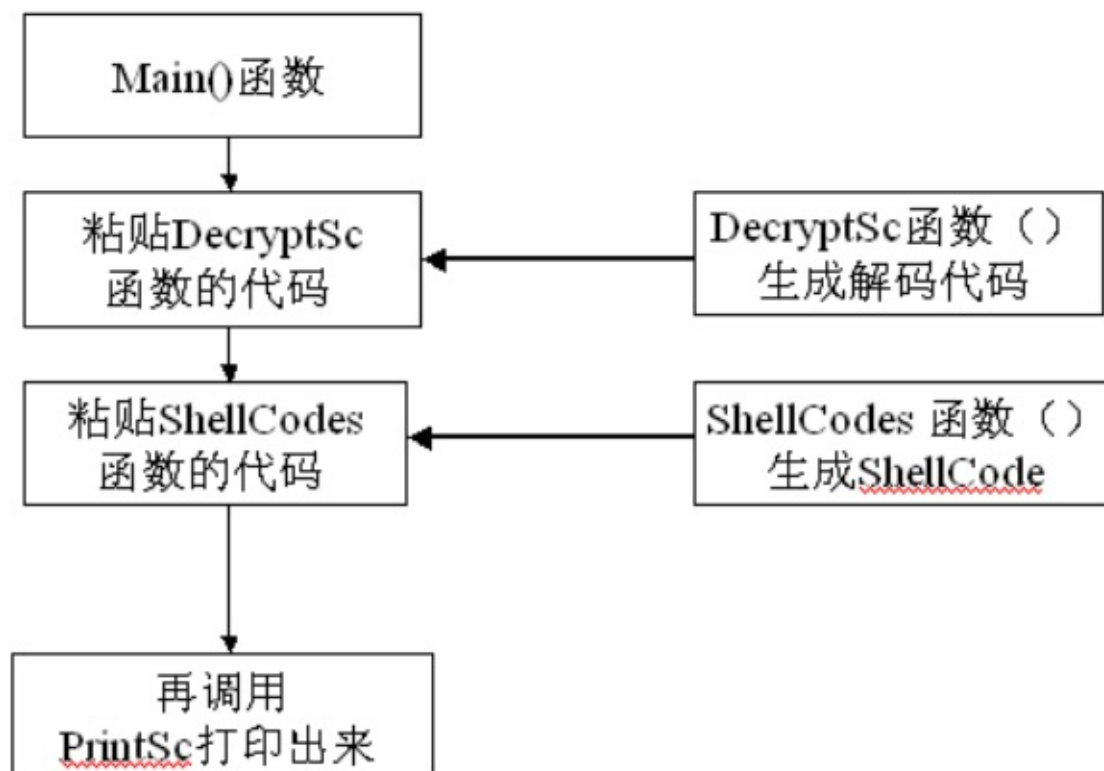 Main()函数
粘贴DecryptSc
函数的代码
DecryptSc函数（）
生成解码代码
粘贴ShellCodes
函数的代码
ShellCodes 函数（）
生成ShellCode
再调用
PrintSc打印出来